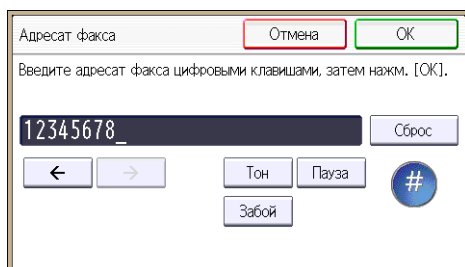 Адресат факса Отмена OK
Введите адресат факса цифровыми клавишами, затем нажм. [OK].
12345678_ Сброс
← → Тон Пауза #
Забой